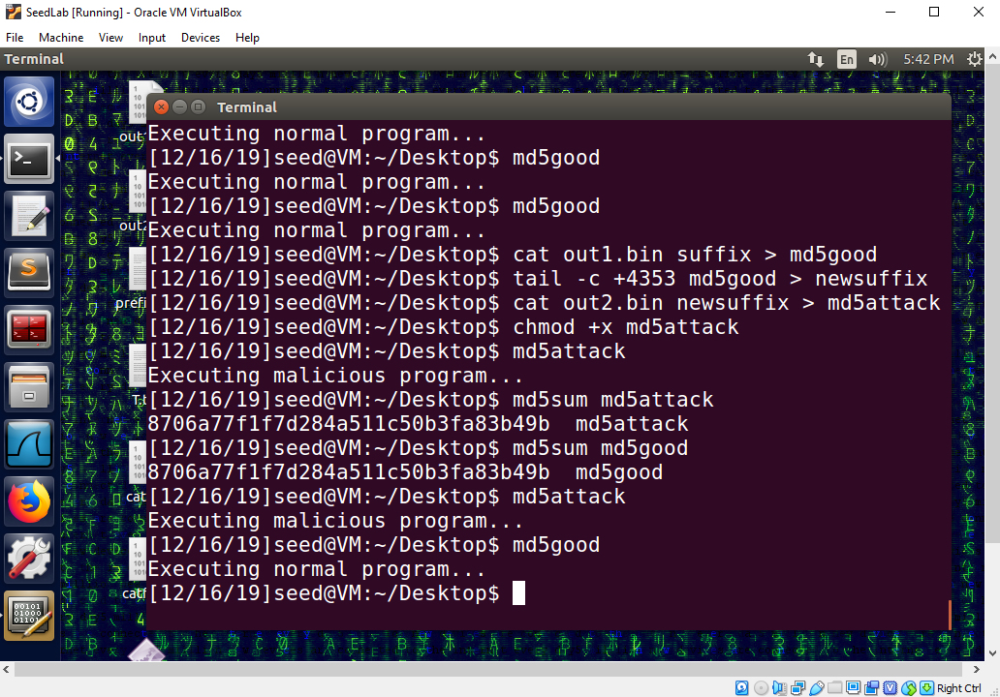 SeedLab [Running] - Oracle VM VirtualBox
File Machine View Input Devices Help
Terminal En 5:42 PM
Terminal
Executing normal program...
[12/16/19]seed@VM:~/Desktop$ md5good
Executing normal program...
[12/16/19]seed@VM:~/Desktop$ md5good
Executing normal program...
[12/16/19]seed@VM:~/Desktop$ cat out1.bin suffix > md5good
[12/16/19]seed@VM:~/Desktop$ tail -c +4353 md5good > newsuffix
[12/16/19]seed@VM:~/Desktop$ cat out2.bin newsuffix > md5attack
[12/16/19]seed@VM:~/Desktop$ chmod +x md5attack
[12/16/19]seed@VM:~/Desktop$ md5attack
Executing malicious program...
[12/16/19]seed@VM:~/Desktop$ md5sum md5attack
8706a77f1f7d284a511c50b3fa83b49b  md5attack
[12/16/19]seed@VM:~/Desktop$ md5sum md5good
8706a77f1f7d284a511c50b3fa83b49b  md5good
[12/16/19]seed@VM:~/Desktop$ md5attack
Executing malicious program...
[12/16/19]seed@VM:~/Desktop$ md5good
Executing normal program...
[12/16/19]seed@VM:~/Desktop$
Right Ctrl